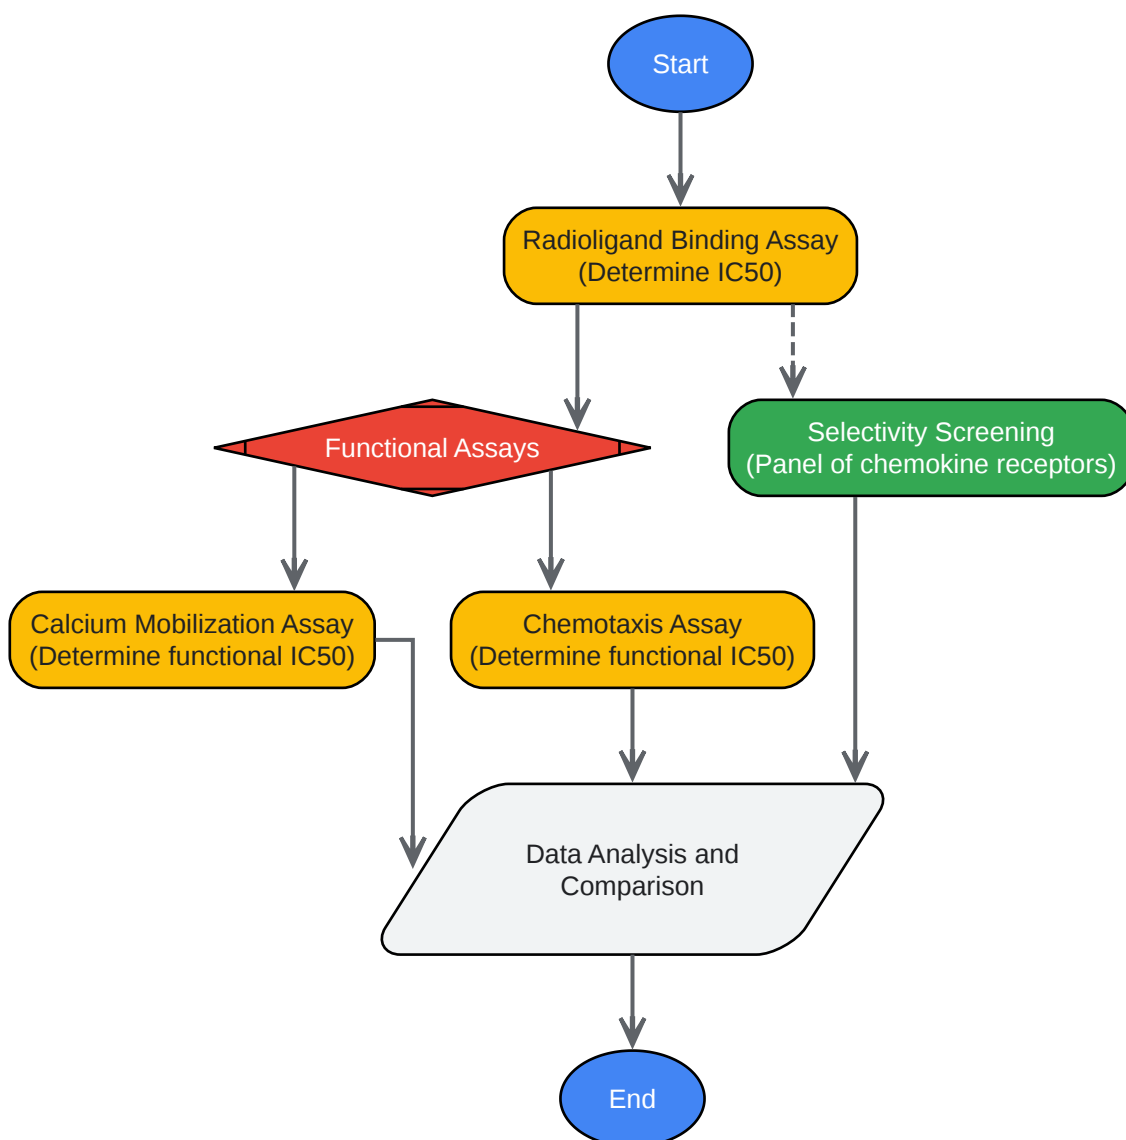 Start
Radioligand Binding Assay
(Determine IC50)
Functional Assays
Selectivity Screening
(Panel of chemokine receptors)
Calcium Mobilization Assay
(Determine functional IC50)
Chemotaxis Assay
(Determine functional IC50)
Data Analysis and
Comparison
End